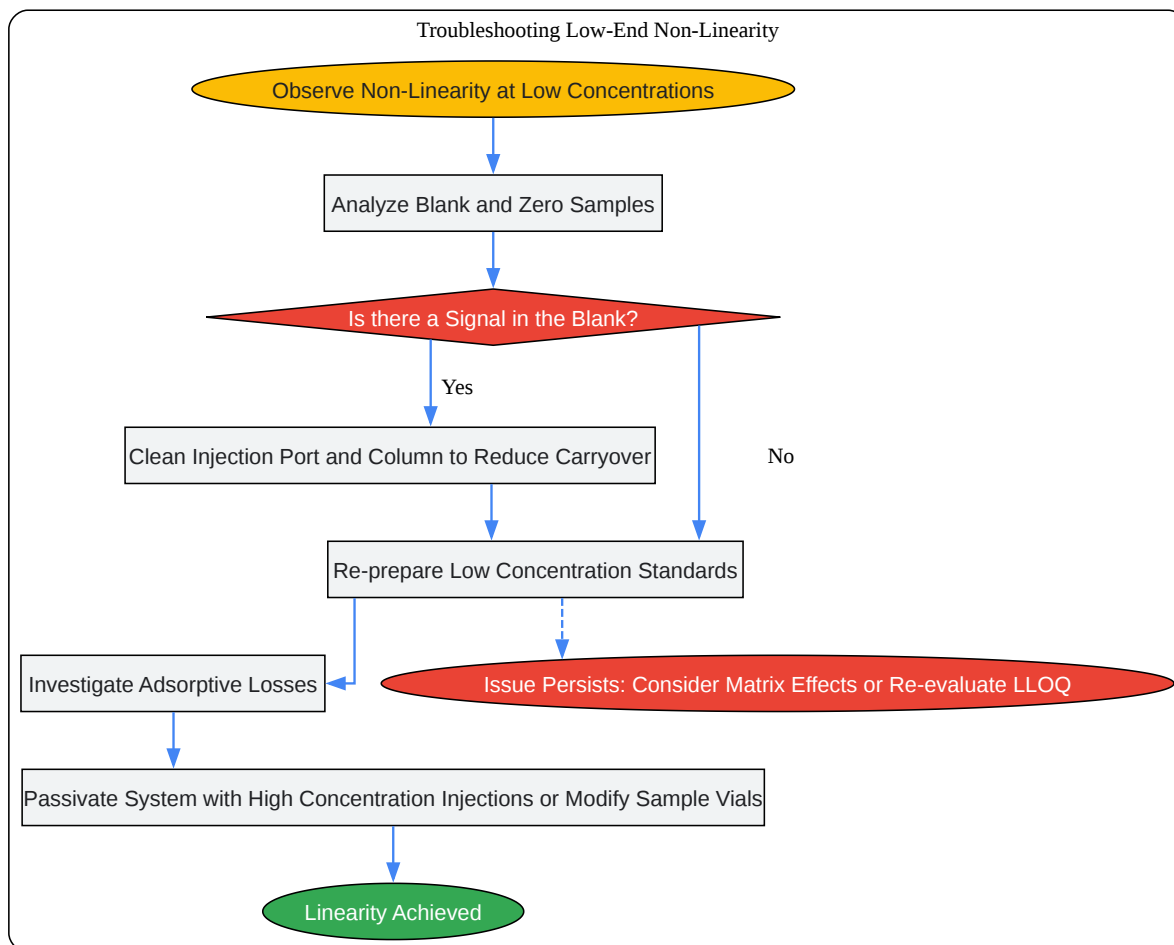 Troubleshooting Low-End Non-Linearity
Observe Non-Linearity at Low Concentrations
Analyze Blank and Zero Samples
Is there a Signal in the Blank?
Yes
Clean Injection Port and Column to Reduce Carryover
No
Re-prepare Low Concentration Standards
Investigate Adsorptive Losses
Issue Persists: Consider Matrix Effects or Re-evaluate LLOQ
Passivate System with High Concentration Injections or Modify Sample Vials
Linearity Achieved